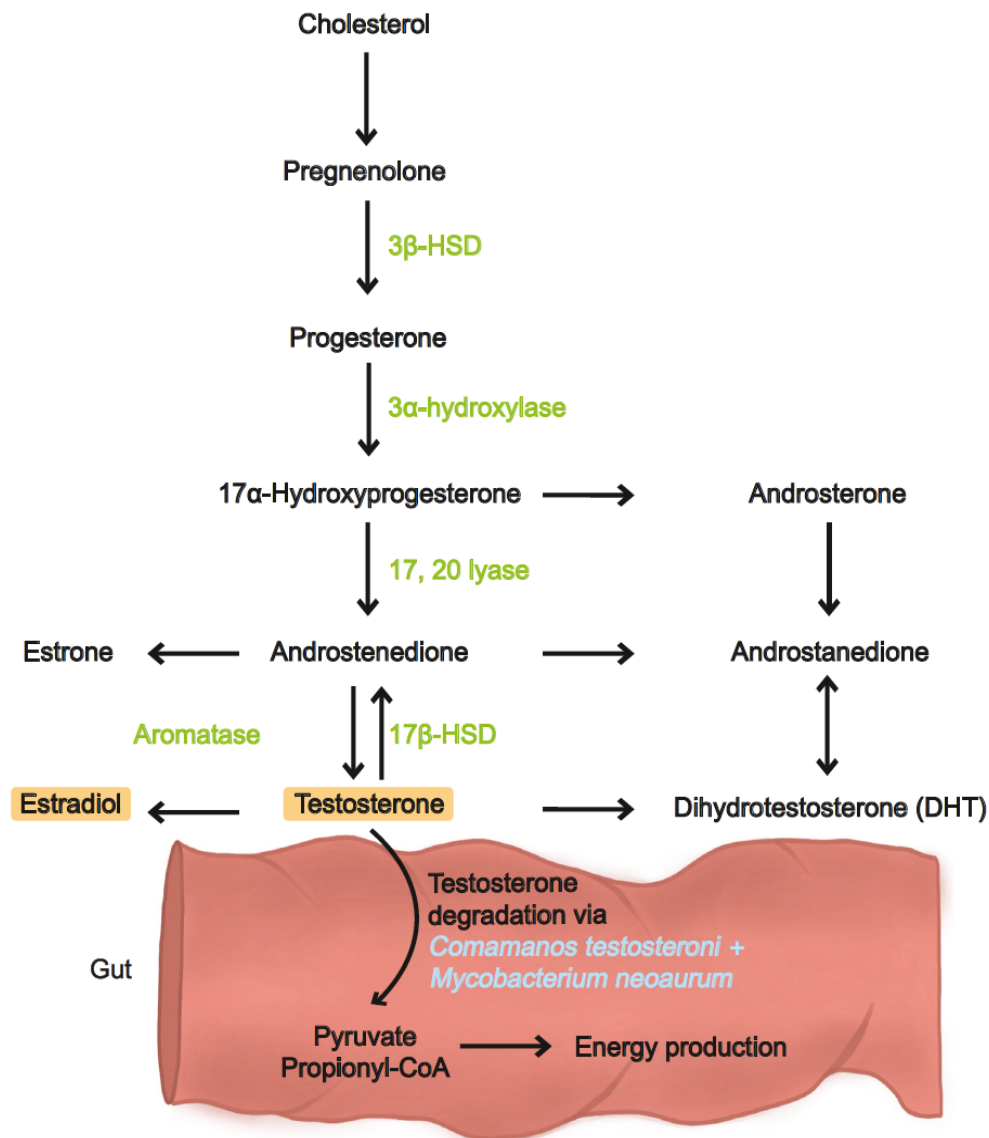 Cholesterol
Pregnenolone
3β-HSD
Progesterone
3α-hydroxylase
17α-Hydroxyprogesterone
Androsterone
17, 20 lyase
Estrone
Androstenedione
Androstanedione
Aromatase
17β-HSD
Estradiol
Testosterone
Dihydrotestosterone (DHT)
Testosterone
degradation via
Comamanos testosteroni +
Mycobacterium neoaurum
Gut
Pyruvate
Propionyl-CoA
Energy production